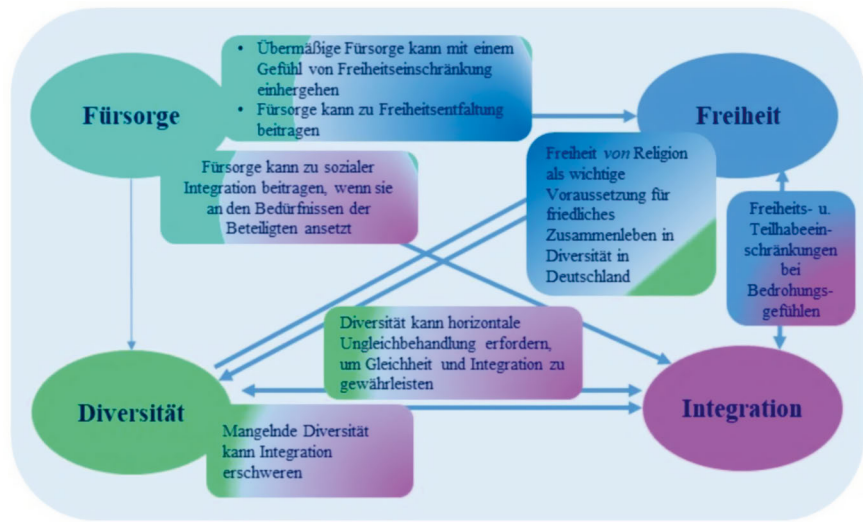 • Übermäßige Fürsorge kann mit einem
Gefühl von Freiheitseinschränkung
einhergehen
• Fürsorge kann zu Freiheitsentfaltung
beitragen
Fürsorge
Freiheit
Fürsorge kann zu sozialer
Integration beitragen, wenn sie
an den Bedürfnissen der
Beteiligten ansetzt
Freiheit von Religion
als wichtige
Voraussetzung für
friedliches
Zusammenleben in
Diversität in
Deutschland
Freiheits- u.
Teilhabeein-
schränkungen
bei
Bedrohungs-
gefühlen
Diversität kann horizontale
Ungleichbehandlung erfordern,
um Gleichheit und Integration zu
gewährleisten
Diversität
Integration
Mangelnde Diversität
kann Integration
erschweren